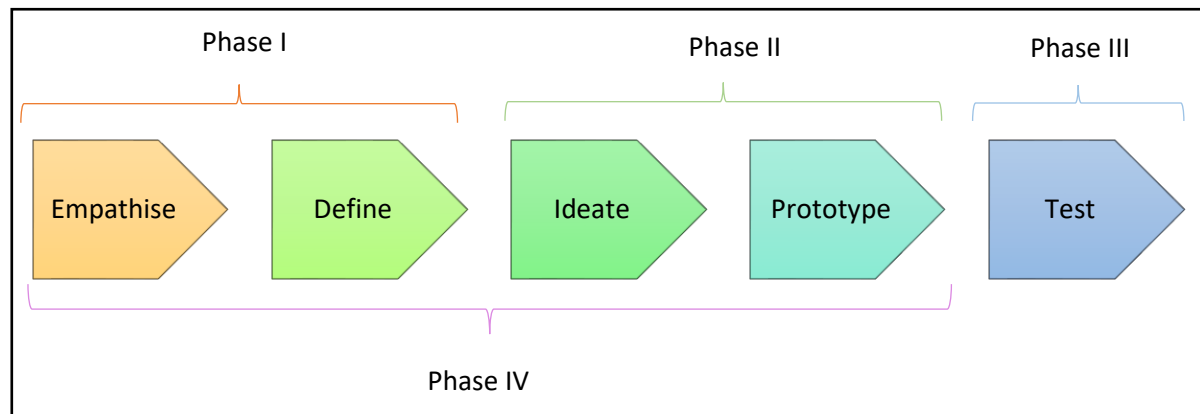 Phase I
Phase II
Phase III
Empathise
Define
Ideate
Prototype
Test
Phase IV